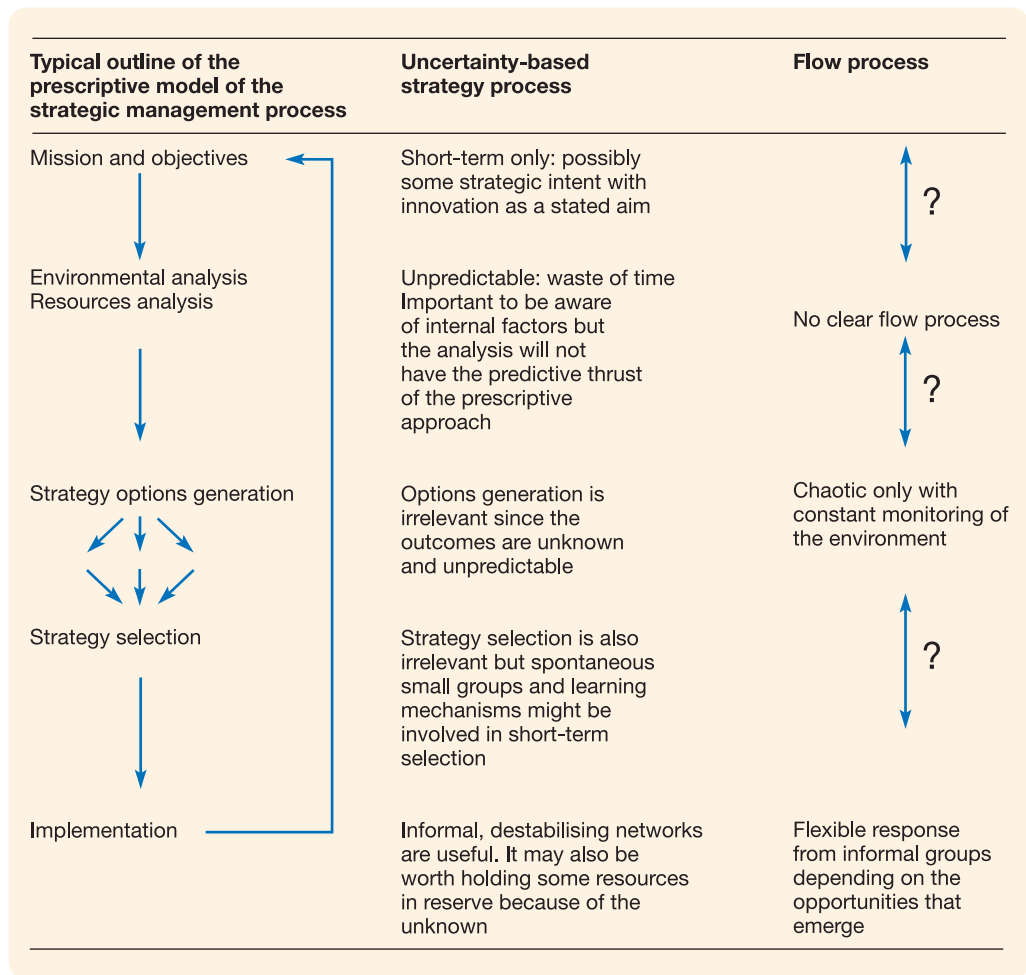 Typical outline of the
prescriptive model of the
strategic management process
Uncertainty-based
strategy process
Flow process
Mission and objectives
Short-term only: possibly
some strategic intent with
innovation as a stated aim
?
Environmental analysis
Resources analysis
Unpredictable: waste of time
Important to be aware
of internal factors but
the analysis will not
have the predictive thrust
of the prescriptive
approach
No clear flow process
?
Strategy options generation
Options generation is
irrelevant since the
outcomes are unknown
and unpredictable
Chaotic only with
constant monitoring of
the environment
Strategy selection
Strategy selection is also
irrelevant but spontaneous
small groups and learning
mechanisms might be
involved in short-term
selection
?
Implementation
Informal, destabilising networks
are useful. It may also be
worth holding some resources
in reserve because of the
unknown
Flexible response
from informal groups
depending on the
opportunities that
emerge